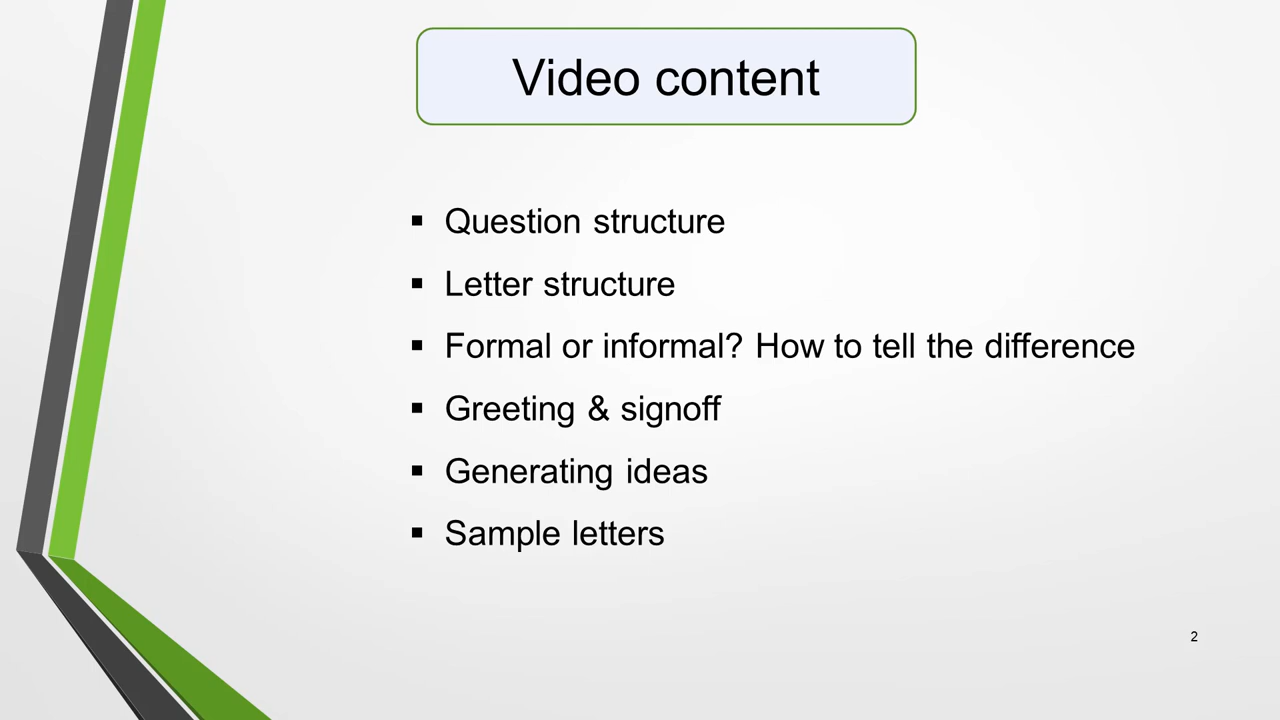 Video content
▪ Question structure
▪ Letter structure
▪ Formal or informal? How to tell the difference
▪ Greeting & signoff
▪ Generating ideas
▪ Sample letters
2